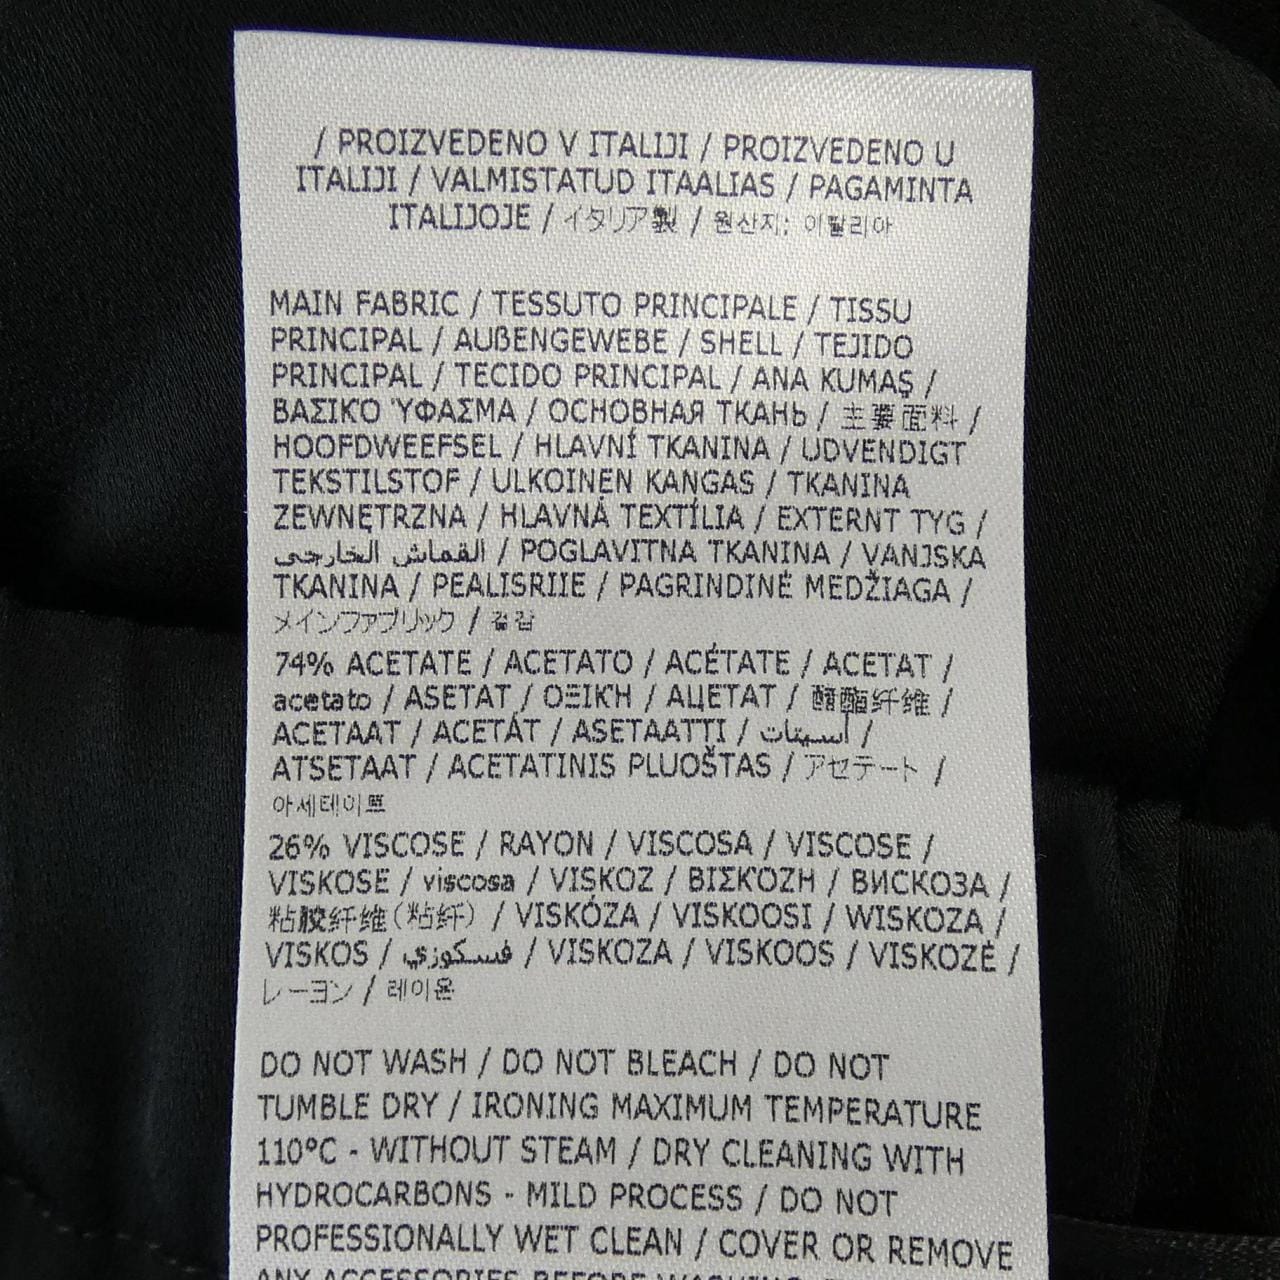 / PROIZVEDENO V ITALIJI / PROIZVEDENO U
ITALIJI / VALMISTATUD ITAALIAS / PAGAMINTA
ITALIJOJE / イタリア製 / 원산지: 이탈리아
MAIN FABRIC / TESSUTO PRINCIPALE / TISSU
PRINCIPAL / AUßENGEWEBE / SHELL / TEJIDO
PRINCIPAL / TECIDO PRINCIPAL / ANA KUMAŞ /
ΒΑΣΙΚΌ ΎΦΑΣΜΑ / ОСНОВНАЯ ТКАНЬ / 主要面料 /
HOOFDWEEFSEL / HLAVNÍ TKANINA / UDVENDIGT
TEKSTILSTOF / ULKOINEN KANGAS / TKANINA
ZEWNĘTRZNA / HLAVNÁ TEXTÍLIA / EXTERNT TYG /
القماش الخارجي / POGLAVITNA TKANINA / VANJSKA
TKANINA / PEALISRIIE / PAGRINDINĖ MEDŽIAGA /
メインファブリック / 겉감
74% ACETATE / ACETATO / ACÉTATE / ACETAT /
acetato / ASETAT / ΟΞΙΚΉ / АЦЕТАТ / 醋酯纤维 /
ACETAAT / ACETÁT / ASETAATTI / أسيتات /
ATSETAAT / ACETATINIS PLUOŠTAS / アセテート /
아세테이트
26% VISCOSE / RAYON / VISCOSA / VISCOSE /
VISKOSE / viscosa / VISKOZ / ΒΙΣΚΌΖΗ / ВИСКОЗА /
粘胶纤维(粘纤) / VISKÓZA / VISKOOSI / WISKOZA /
VISKOS / فسكوزي / VISKOZA / VISKOOS / VISKOZĖ /
レーヨン / 레이온
DO NOT WASH / DO NOT BLEACH / DO NOT
TUMBLE DRY / IRONING MAXIMUM TEMPERATURE
110°C - WITHOUT STEAM / DRY CLEANING WITH
HYDROCARBONS - MILD PROCESS / DO NOT
PROFESSIONALLY WET CLEAN / COVER OR REMOVE
ANY ACCESSORIES BEFORE WASHING